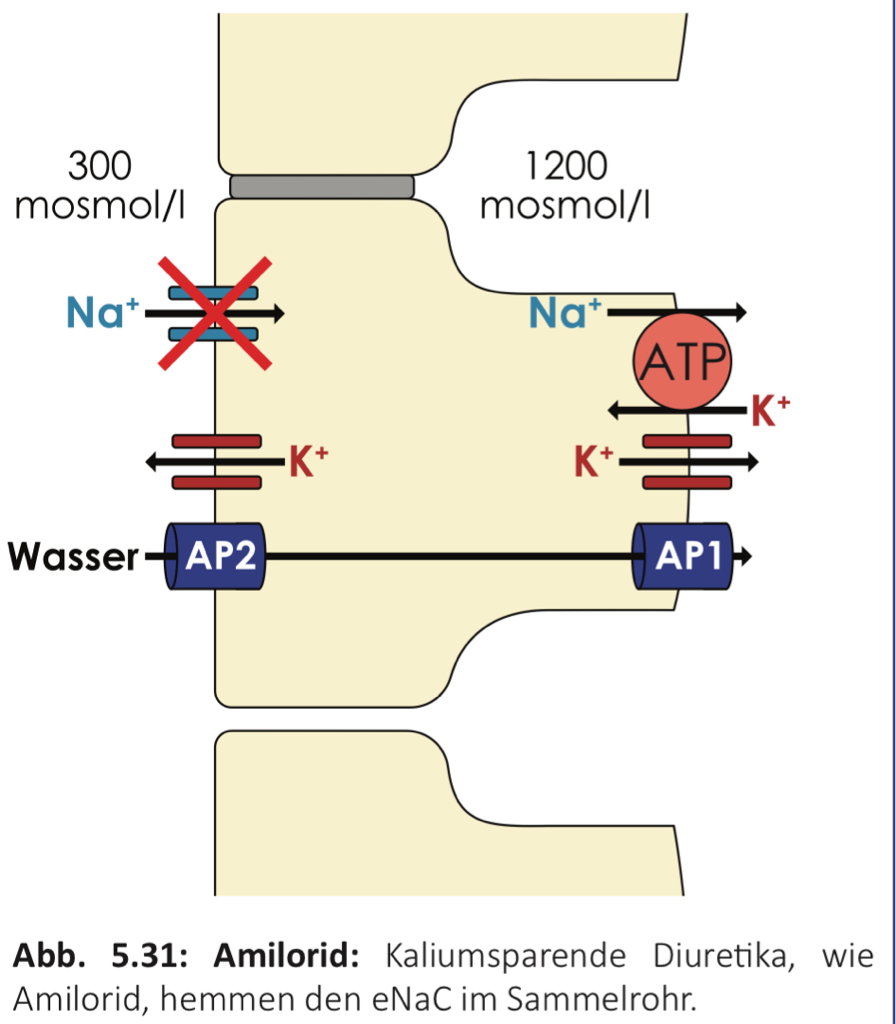 300
mosmol/l
1200
mosmol/l
Na⁺
Na⁺
ATP
K⁺
K⁺
K⁺
Wasser
AP2
AP1
Abb. 5.31: Amilorid: Kaliumsparende Diuretika, wie
Amilorid, hemmen den eNaC im Sammelrohr.